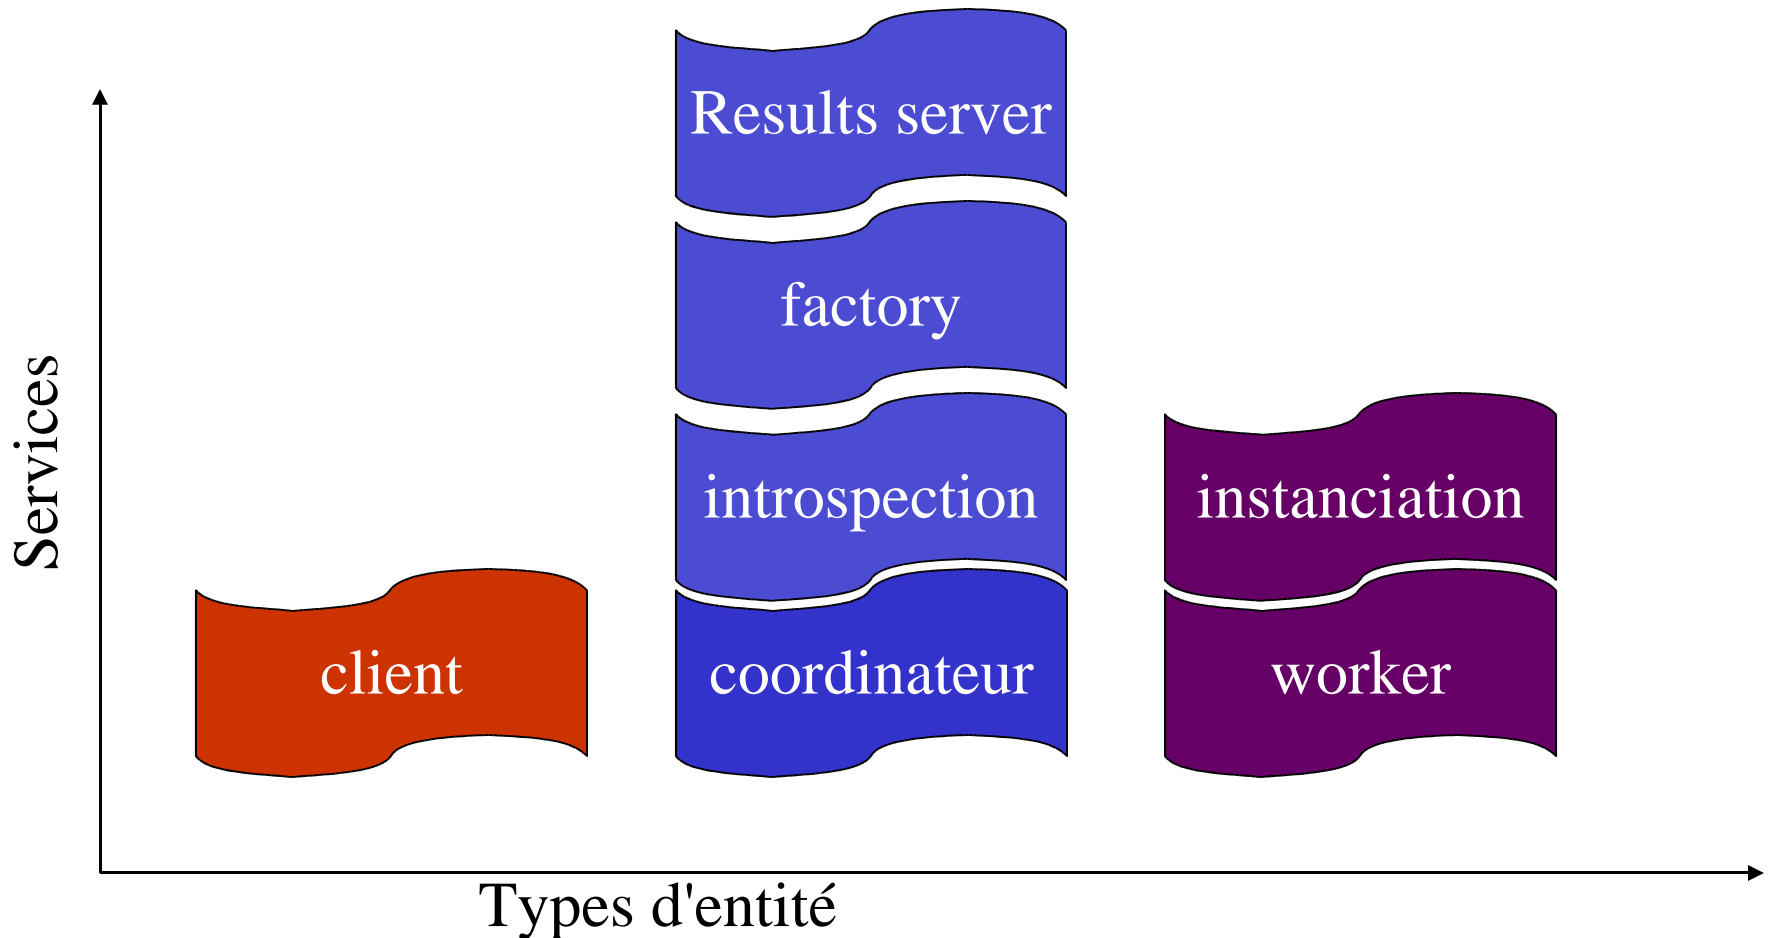 Results server
factory
introspection
instanciation
client
coordinateur
worker
Services
Types d'entité